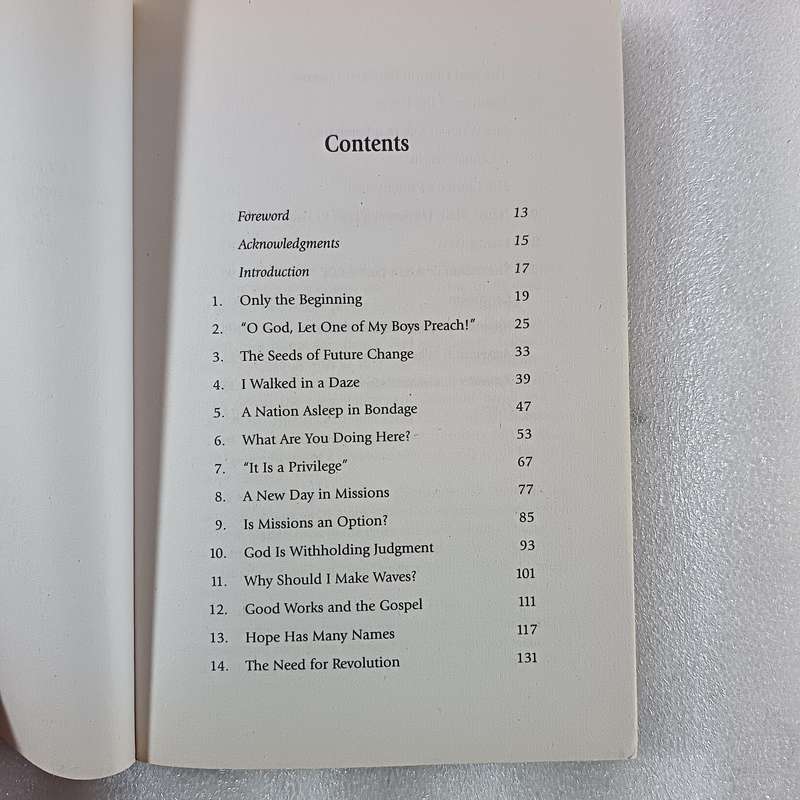 Contents
Foreword 13
Acknowledgments 15
Introduction 17
1. Only the Beginning 19
2. “O God, Let One of My Boys Preach!” 25
3. The Seeds of Future Change 33
4. I Walked in a Daze 39
5. A Nation Asleep in Bondage 47
6. What Are You Doing Here? 53
7. “It Is a Privilege” 67
8. A New Day in Missions 77
9. Is Missions an Option? 85
10. God Is Withholding Judgment 93
11. Why Should I Make Waves? 101
12. Good Works and the Gospel 111
13. Hope Has Many Names 117
14. The Need for Revolution 131